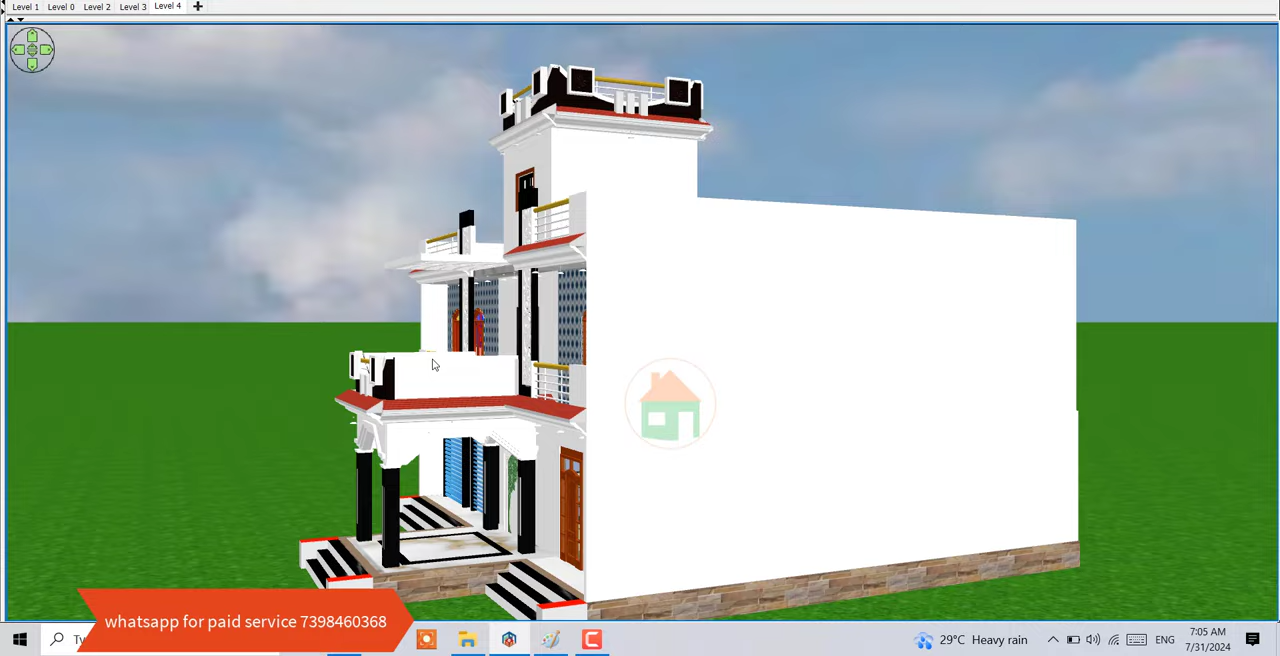 Level 1 Level 0 Level 2 Level 3 Level 4
whatsapp for paid service 7398460368
29°C Heavy rain
ENG
7:05 AM
7/31/2024